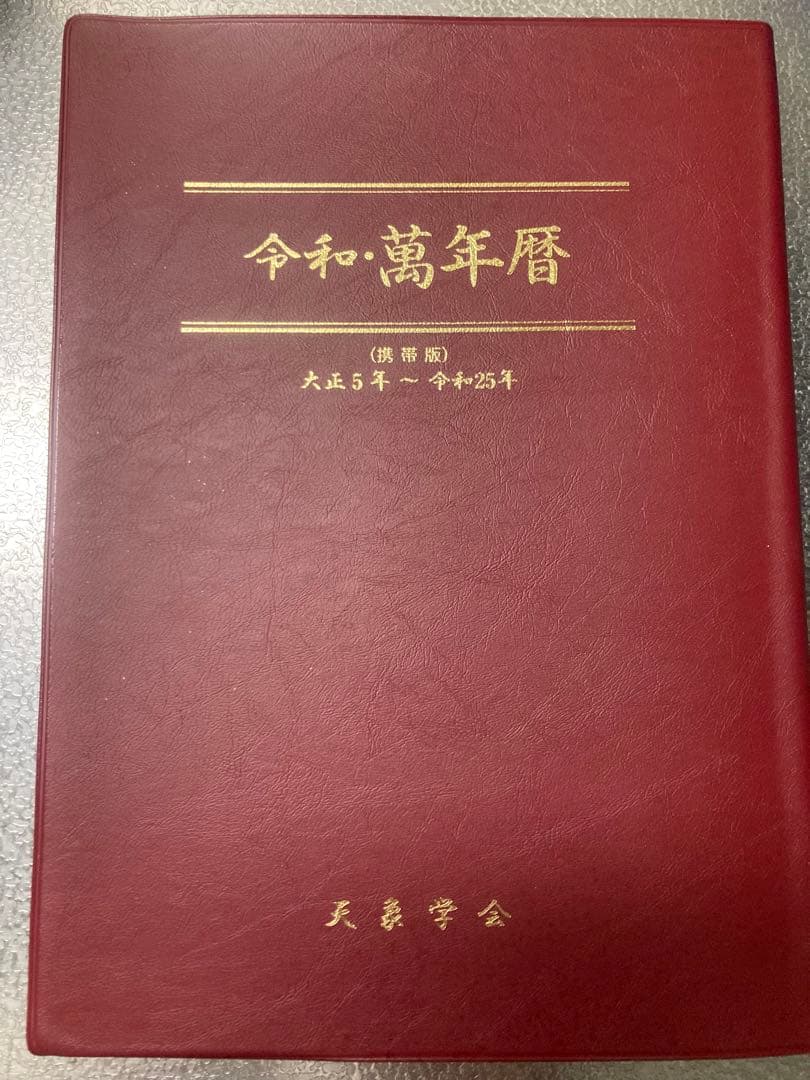 令和・萬年暦
(携帯版)
大正5年～令和25年
天象学会